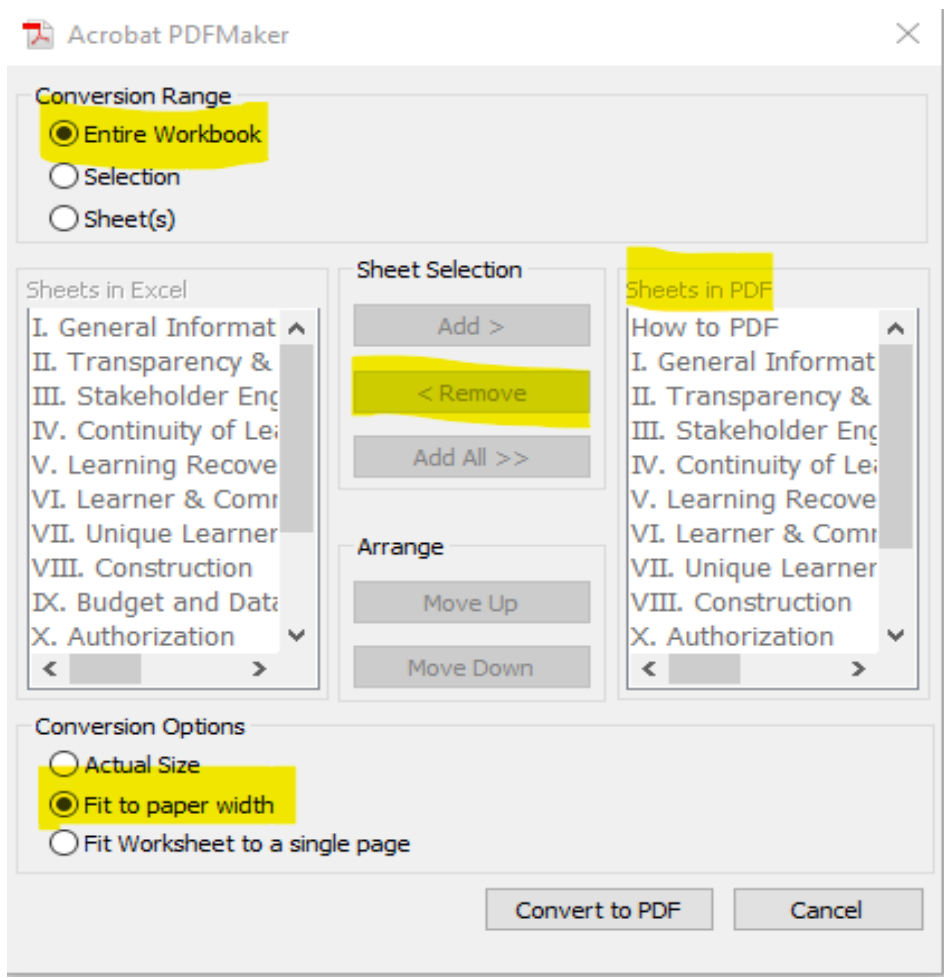 Acrobat PDFMaker
Conversion Range
Entire Workbook
Selection
Sheet(s)
Sheets in Excel
I. General Informat
II. Transparency &
III. Stakeholder Eng
IV. Continuity of Lea
V. Learning Recove
VI. Learner & Comm
VII. Unique Learner
VIII. Construction
IX. Budget and Data
X. Authorization
Sheet Selection
Add >
< Remove
Add All >>
Arrange
Move Up
Move Down
Sheets in PDF
How to PDF
I. General Informat
II. Transparency &
III. Stakeholder Eng
IV. Continuity of Lea
V. Learning Recove
VI. Learner & Comm
VII. Unique Learner
VIII. Construction
X. Authorization
Conversion Options
Actual Size
Fit to paper width
Fit Worksheet to a single page
Convert to PDF
Cancel